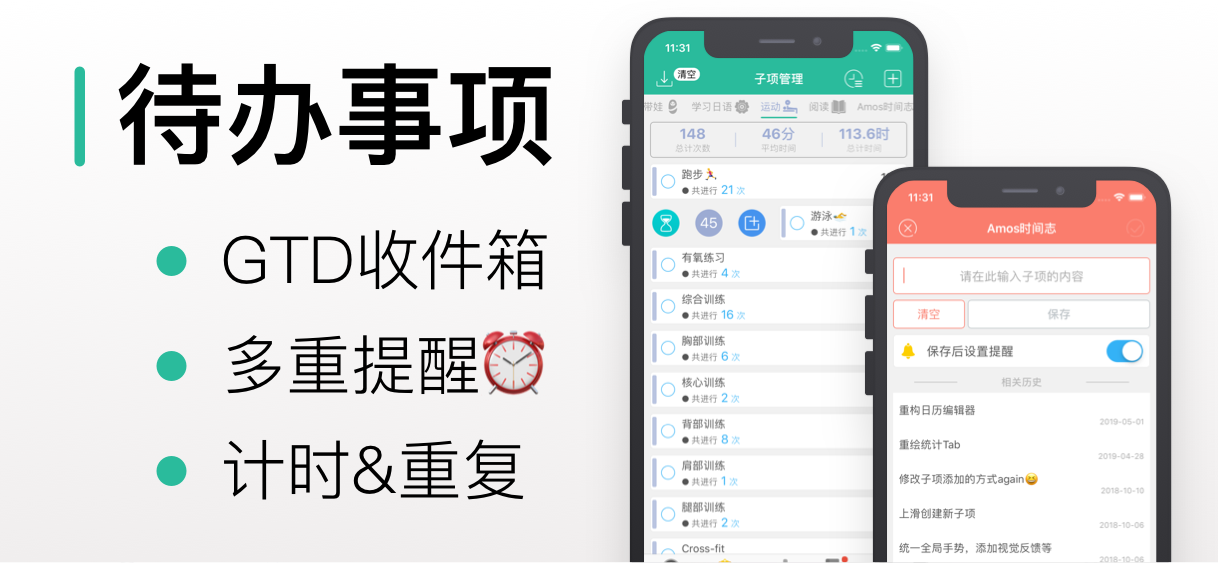 待办事项
GTD收件箱
多重提醒⏰
计时&重复
11:31
清空
子项管理
带娃 学习日语 运动 阅读 Amos时间志
148 46分 113.6时
总计次数 平均时间 总计时间
跑步
共进行 21 次
45
游泳
共进行 1 次
有氧练习
共进行 4 次
综合训练
共进行 16 次
胸部训练
共进行 6 次
核心训练
共进行 2 次
背部训练
共进行 8 次
肩部训练
共进行 1 次
腿部训练
共进行 2 次
Cross-fit
11:31
Amos时间志
请在此输入子项的内容
清空 保存
保存后设置提醒
相关历史
重构日历编辑器
2019-05-01
重绘统计Tab
2019-04-28
修改子项添加的方式again😄
2018-10-10
上滑创建新子项
2018-10-06
统一全局手势，添加视觉反馈等
2018-10-06